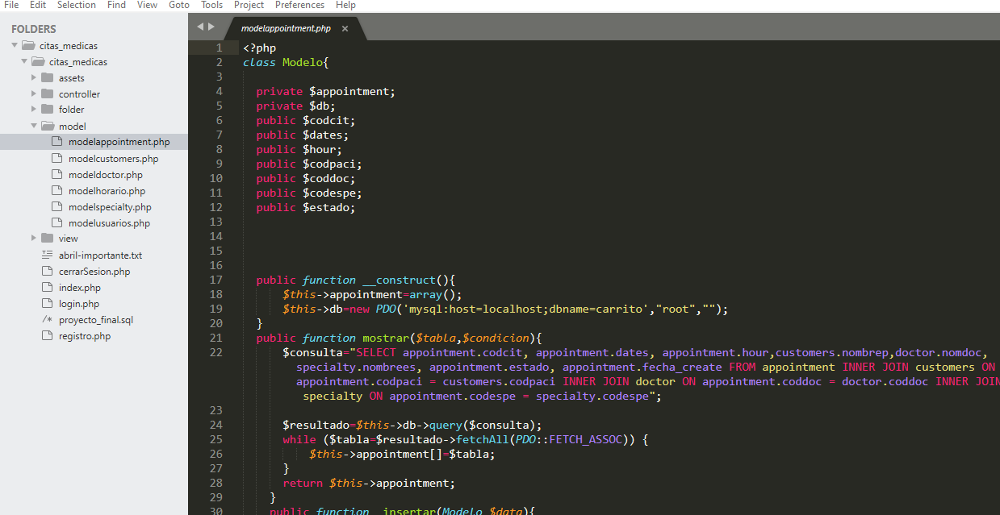 File Edit Selection Find View Goto Tools Project Preferences Help
FOLDERS
citas_medicas
citas_medicas
assets
controller
folder
model
modelappointment.php
modelcustomers.php
modeldoctor.php
modelhorario.php
modelspecialty.php
modelusuarios.php
view
abril-importante.txt
cerrarSesion.php
index.php
login.php
/* proyecto_final.sql
registro.php
modelappointment.php ×
1 <?php
2 class Modelo{
3
4 private $appointment;
5 private $db;
6 public $codcit;
7 public $dates;
8 public $hour;
9 public $codpaci;
10 public $coddoc;
11 public $codespe;
12 public $estado;
13
14
15
16
17 public function __construct(){
18 $this->appointment=array();
19 $this->db=new PDO('mysql:host=localhost;dbname=carrito',"root","");
20 }
21 public function mostrar($tabla,$condicion){
22 $consulta="SELECT appointment.codcit, appointment.dates, appointment.hour,customers.nombrep,doctor.nomdoc,
specialty.nombrees, appointment.estado, appointment.fecha_create FROM appointment INNER JOIN customers ON
appointment.codpaci = customers.codpaci INNER JOIN doctor ON appointment.coddoc = doctor.coddoc INNER JOIN
specialty ON appointment.codespe = specialty.codespe";
23
24 $resultado=$this->db->query($consulta);
25 while ($tabla=$resultado->fetchAll(PDO::FETCH_ASSOC)) {
26 $this->appointment[]=$tabla;
27 }
28 return $this->appointment;
29 }
30 public function insertar(Modelo $data){